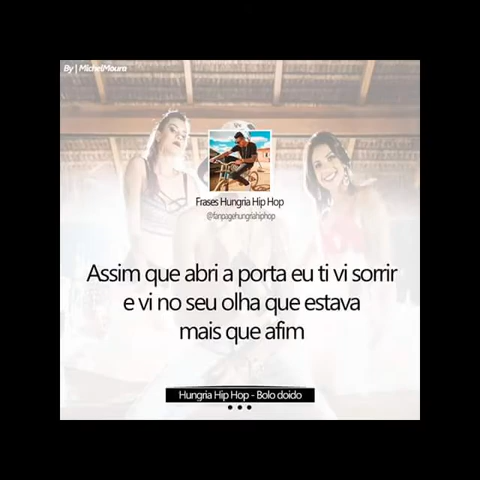 By | MichelMoura
Frases Hungria Hip Hop
@fanpagehungriahiphop
Assim que abri a porta eu ti vi sorrir
e vi no seu olha que estava
mais que afim
Hungria Hip Hop - Bolo doido